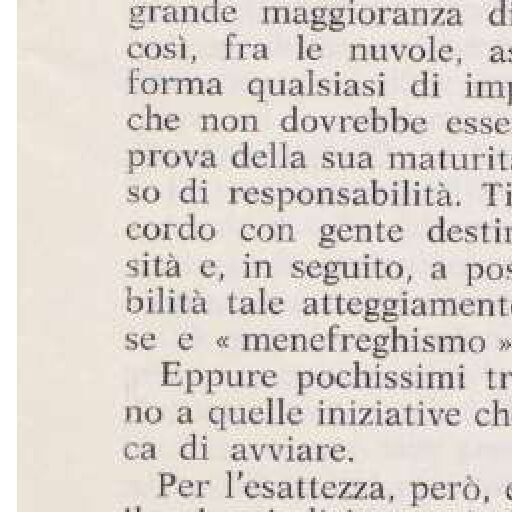 grande maggioranza di
così, fra le nuvole, as
forma qualsiasi di imp
che non dovrebbe esse
prova della sua maturità
so di responsabilità. Ti
cordo con gente destin
sità e, in seguito, a pos
bilità tale atteggiamento
se e « menefreghismo »
Eppure pochissimi tr
no a quelle iniziative ch
ca di avviare.
Per l'esattezza, però,